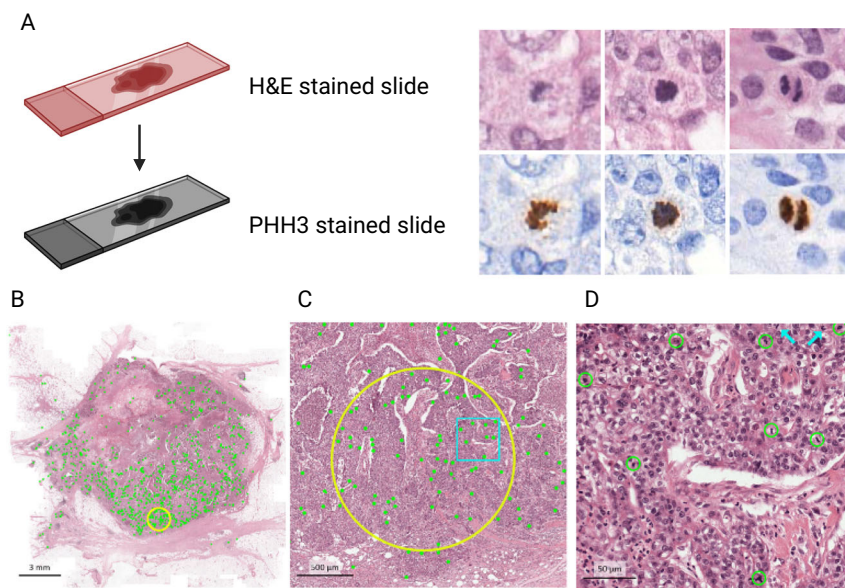 A
H&E stained slide
PHH3 stained slide
B
C
D
3 mm
500 µm
50 µm